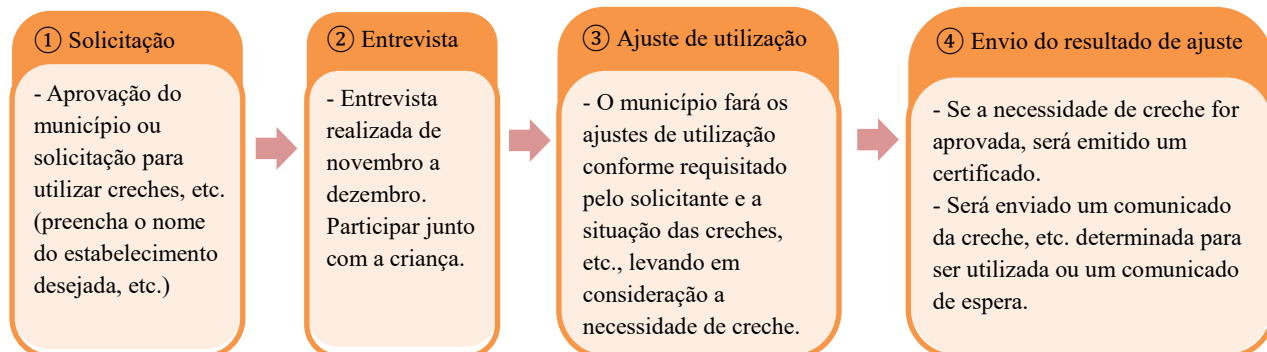 ① Solicitação
- Aprovação do
município ou
solicitação para
utilizar creches, etc.
(preencha o nome
do estabelecimento
desejada, etc.)
② Entrevista
- Entrevista
realizada de
novembro a
dezembro.
Participar junto
com a criança.
③ Ajuste de utilização
- O município fará os
ajustes de utilização
conforme requisitado
pelo solicitante e a
situação das creches,
etc., levando em
consideração a
necessidade de creche.
④ Envio do resultado de ajuste
- Se a necessidade de creche for
aprovada, será emitido um
certificado.
- Será enviado um comunicado
da creche, etc. determinada para
ser utilizada ou um comunicado
de espera.